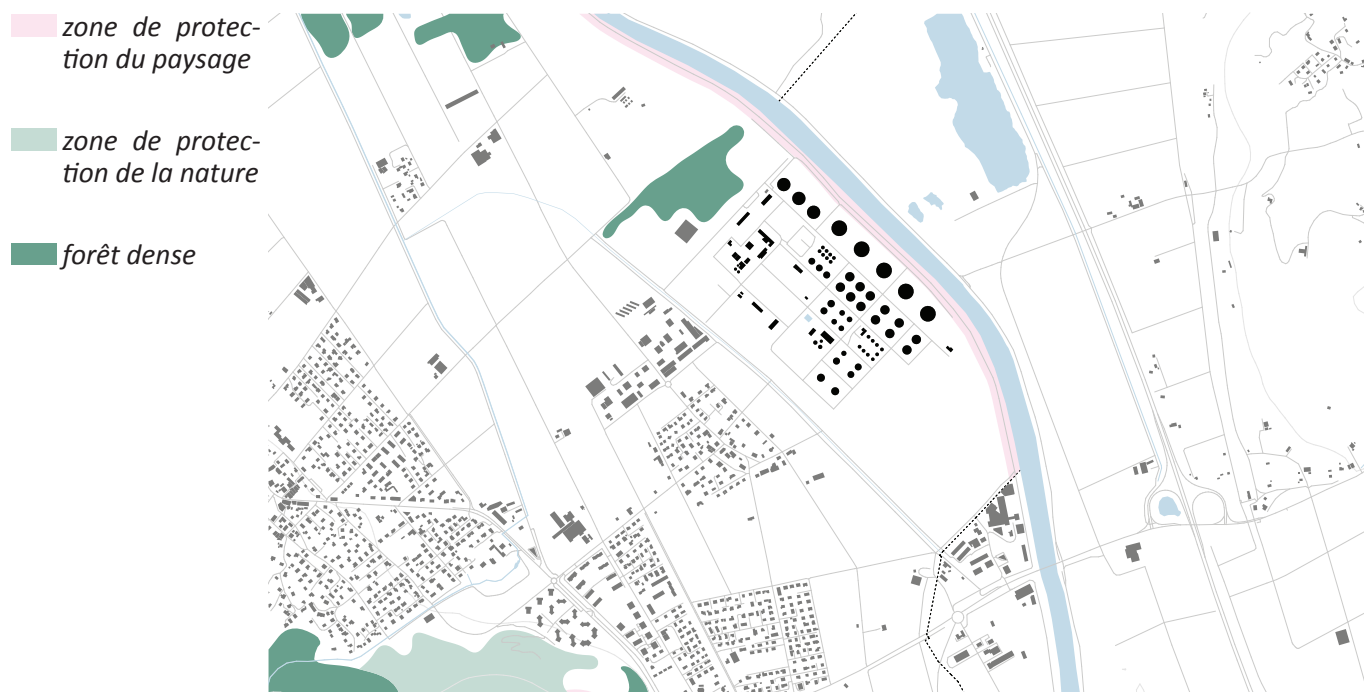 zone de protec-
tion du paysage
zone de protec-
tion de la nature
forêt dense